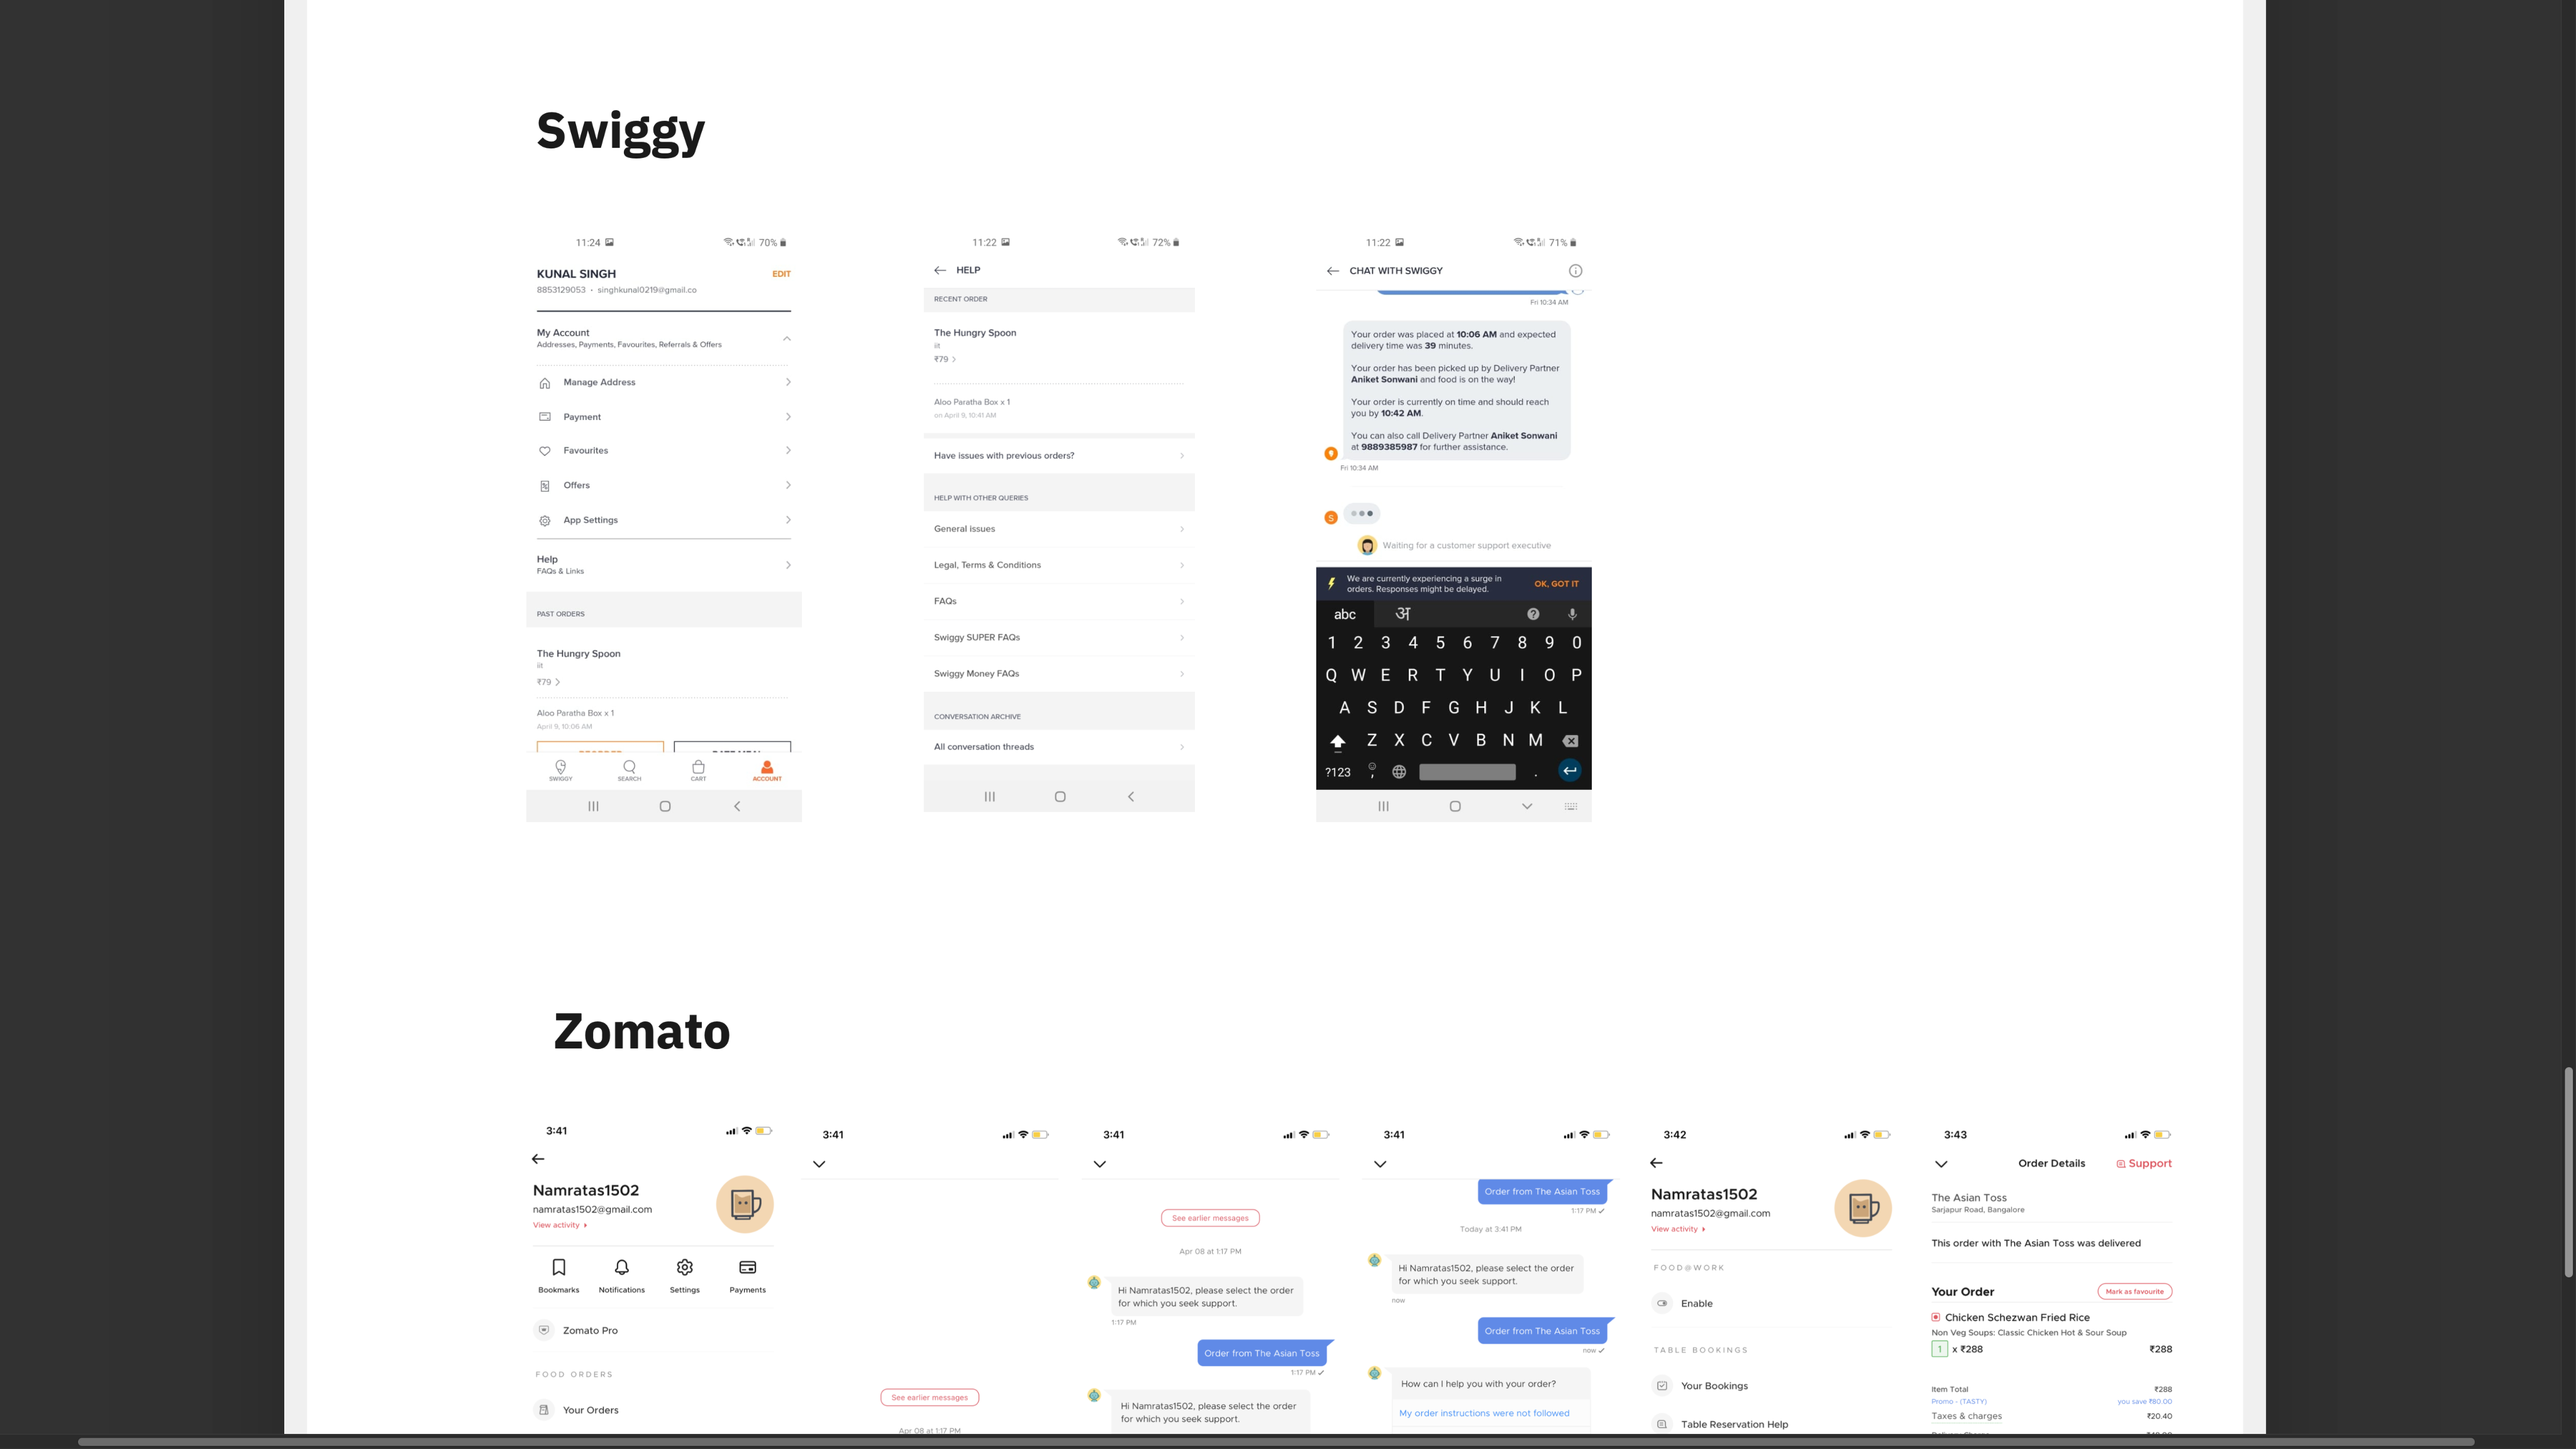 Swiggy
11:24
70%
KUNAL SINGH
EDIT
8853129053 • singhkunal0219@gmail.co
My Account
Addresses, Payments, Favourites, Referrals & Offers
Manage Address
Payment
Favourites
Offers
App Settings
Help
FAQs & Links
PAST ORDERS
The Hungry Spoon
iit
₹79
Aloo Paratha Box x 1
April 9, 10:06 AM
SWIGGY
SEARCH
CART
ACCOUNT
11:22
72%
HELP
RECENT ORDER
The Hungry Spoon
iit
₹79
Aloo Paratha Box x 1
on April 9, 10:41 AM
Have issues with previous orders?
HELP WITH OTHER QUERIES
General issues
Legal, Terms & Conditions
FAQs
Swiggy SUPER FAQs
Swiggy Money FAQs
CONVERSATION ARCHIVE
All conversation threads
11:22
71%
CHAT WITH SWIGGY
Fri 10:34 AM
Your order was placed at 10:06 AM and expected
delivery time was 39 minutes.
Your order has been picked up by Delivery Partner
Aniket Sonwani and food is on the way!
Your order is currently on time and should reach
you by 10:42 AM.
You can also call Delivery Partner Aniket Sonwani
at 9889385987 for further assistance.
Fri 10:34 AM
S
Waiting for a customer support executive
We are currently experiencing a surge in
orders. Responses might be delayed.
OK, GOT IT
abc
अ
1 2 3 4 5 6 7 8 9 0
Q W E R T Y U I O P
A S D F G H J K L
Z X C V B N M
?123 , .
Zomato
3:41
Namratas1502
namratas1502@gmail.com
View activity
Bookmarks
Notifications
Settings
Payments
Zomato Pro
FOOD ORDERS
Your Orders
3:41
See earlier messages
Apr 08 at 1:17 PM
3:41
See earlier messages
Apr 08 at 1:17 PM
Hi Namratas1502, please select the order
for which you seek support.
1:17 PM
Order from The Asian Toss
1:17 PM
Hi Namratas1502, please select the order
for which you seek support.
3:41
Order from The Asian Toss
1:17 PM
Today at 3:41 PM
Hi Namratas1502, please select the order
for which you seek support.
now
Order from The Asian Toss
now
How can I help you with your order?
My order instructions were not followed
3:42
Namratas1502
namratas1502@gmail.com
View activity
FOOD@WORK
Enable
TABLE BOOKINGS
Your Bookings
Table Reservation Help
3:43
Order Details
Support
The Asian Toss
Sarjapur Road, Bangalore
This order with The Asian Toss was delivered
Your Order
Mark as favourite
Chicken Schezwan Fried Rice
Non Veg Soups: Classic Chicken Hot & Sour Soup
1 x ₹288
₹288
Item Total
₹288
Promo - (TASTY)
you save ₹80.00
Taxes & charges
₹20.40